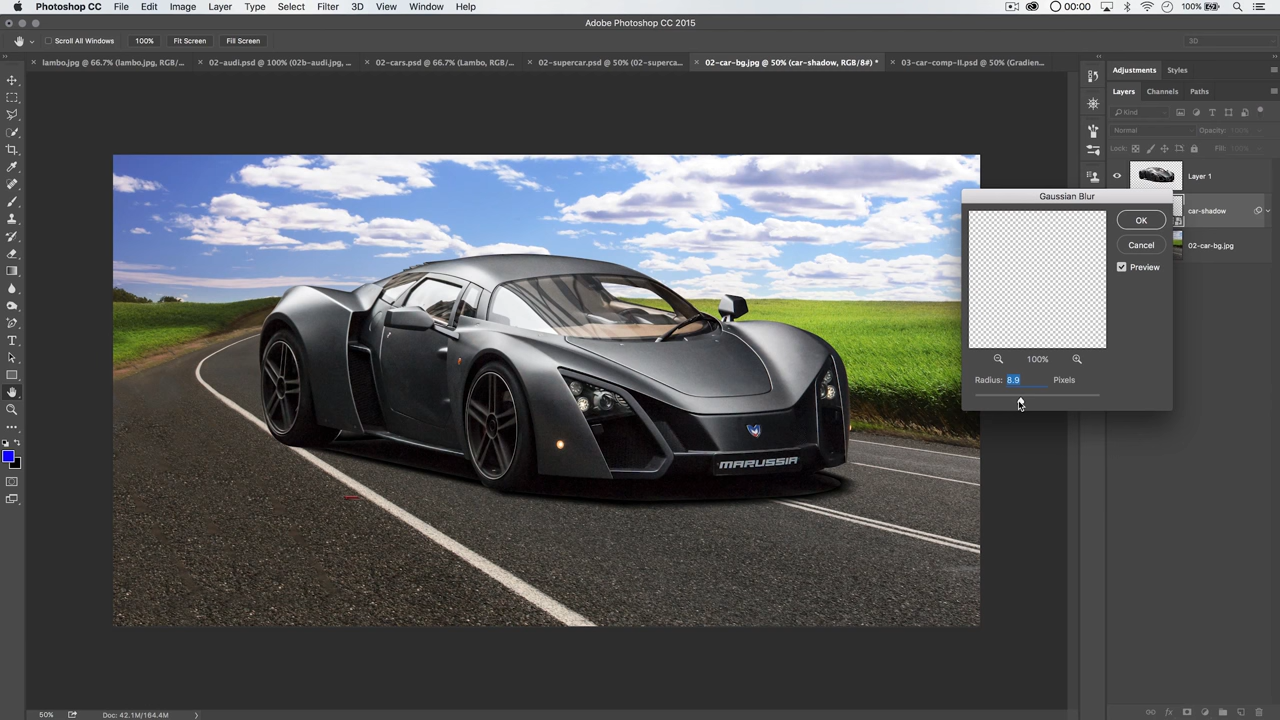 Photoshop CC File Edit Image Layer Type Select Filter 3D View Window Help 00:00 100%
Adobe Photoshop CC 2015
Scroll All Windows 100% Fit Screen Fill Screen 3D
lambo.jpg @ 66.7% (lambo.jpg, RGB/... 02-audi.psd @ 100% (02b-audi.jpg, ... 02-cars.psd @ 66.7% (Lambo, RGB/... 02-supercar.psd @ 50% (02-superca... 02-car-bg.jpg @ 50% (car-shadow, RGB/8#) * 03-car-comp-II.psd @ 50% (Gradien...
Adjustments Styles
Layers Channels Paths
Kind
Normal Opacity: 100%
Lock: Fill: 100%
Layer 1
Gaussian Blur
car-shadow
OK
02-car-bg.jpg
Cancel
Preview
100%
Radius: 8.9 Pixels
MARUSSIA
50% Doc: 42.1M/164.4M